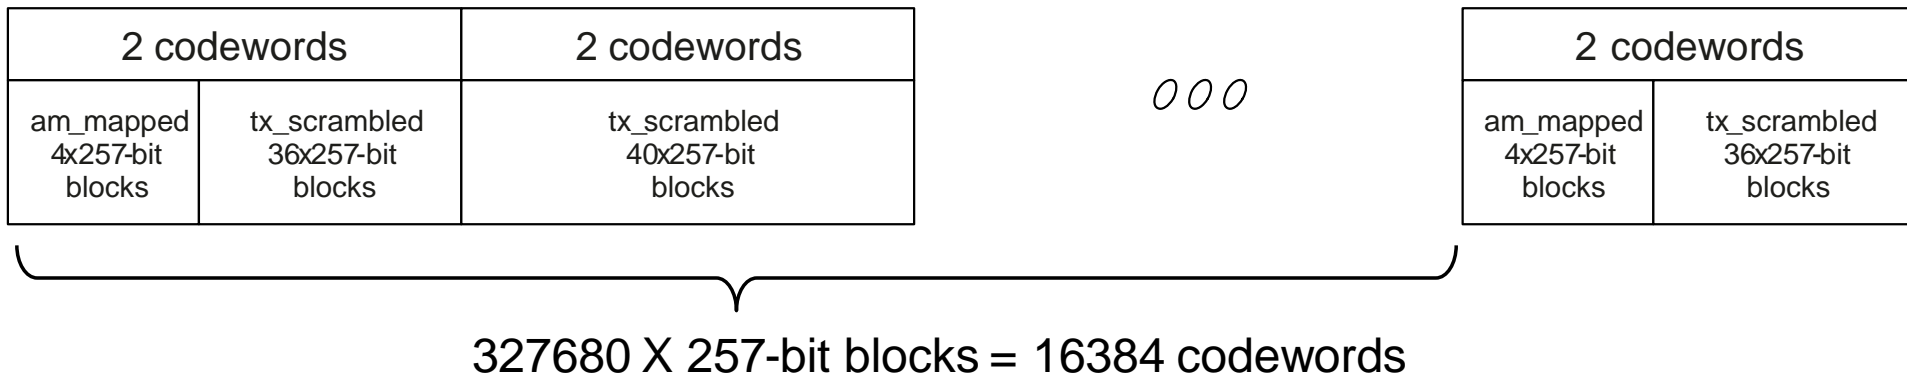 2 codewords
2 codewords
2 codewords
am_mapped
4x257-bit
blocks
tx_scrambled
36x257-bit
blocks
tx_scrambled
40x257-bit
blocks
am_mapped
4x257-bit
blocks
tx_scrambled
36x257-bit
blocks
327680 X 257-bit blocks = 16384 codewords